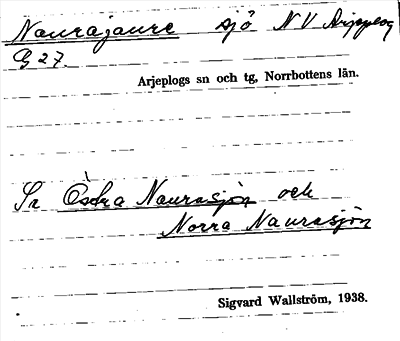 Naurajaure sjö NV Arjeplog
G 27.
Arjeplogs sn och tg, Norrbottens län.
Sr Östra Naurasjön och
Norra Naurasjön
Sigvard Wallström, 1938.